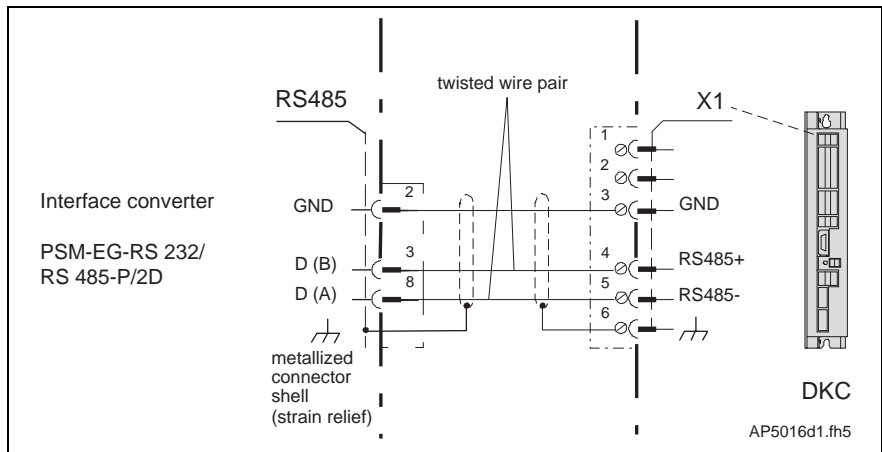 twisted wire pair
RS485
X1
1
2
Interface converter
GND
2
3
GND
PSM-EG-RS 232/
RS 485-P/2D
D (B)
3
4
RS485+
D (A)
8
5
RS485-
6
metallized
connector
shell
(strain relief)
DKC
AP5016d1.fh5